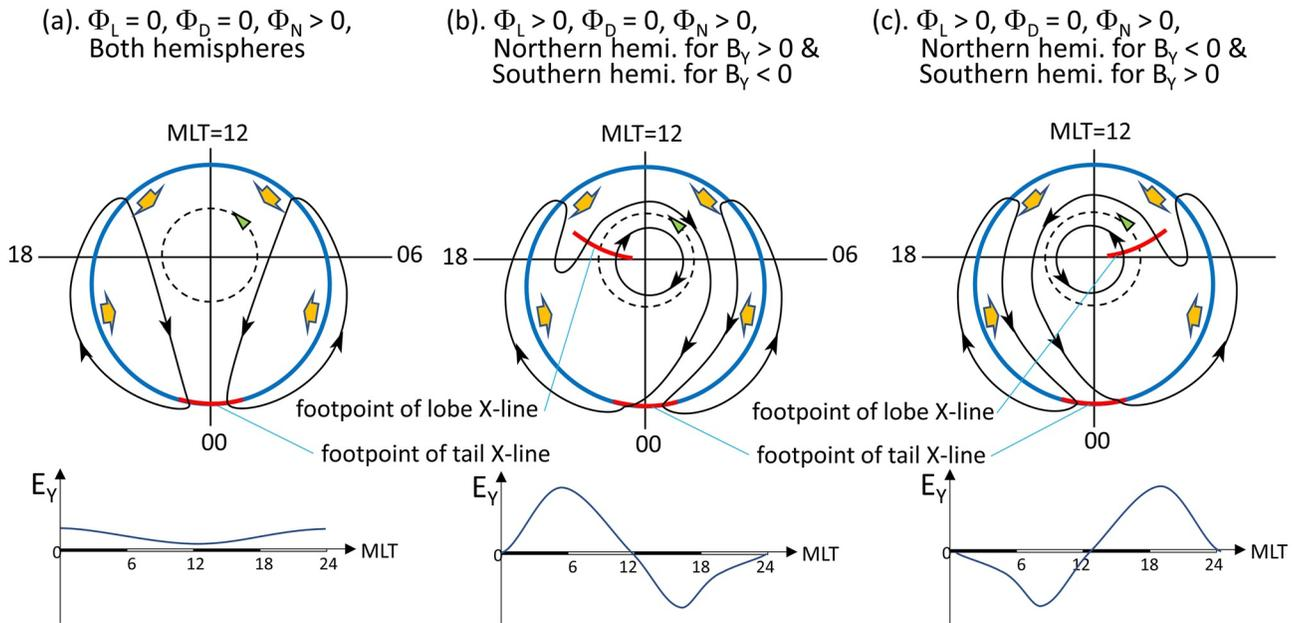 (a). Φ_L = 0, Φ_D = 0, Φ_N > 0,
Both hemispheres
(b). Φ_L > 0, Φ_D = 0, Φ_N > 0,
Northern hemi. for B_Y > 0 &
Southern hemi. for B_Y < 0
(c). Φ_L > 0, Φ_D = 0, Φ_N > 0,
Northern hemi. for B_Y < 0 &
Southern hemi. for B_Y > 0
MLT=12
MLT=12
MLT=12
18
06
18
06
18
00
00
00
footpoint of lobe X-line
footpoint of tail X-line
footpoint of lobe X-line
footpoint of tail X-line
E_Y
0
6
12
18
24
MLT
E_Y
0
6
12
18
24
MLT
E_Y
0
6
12
18
24
MLT